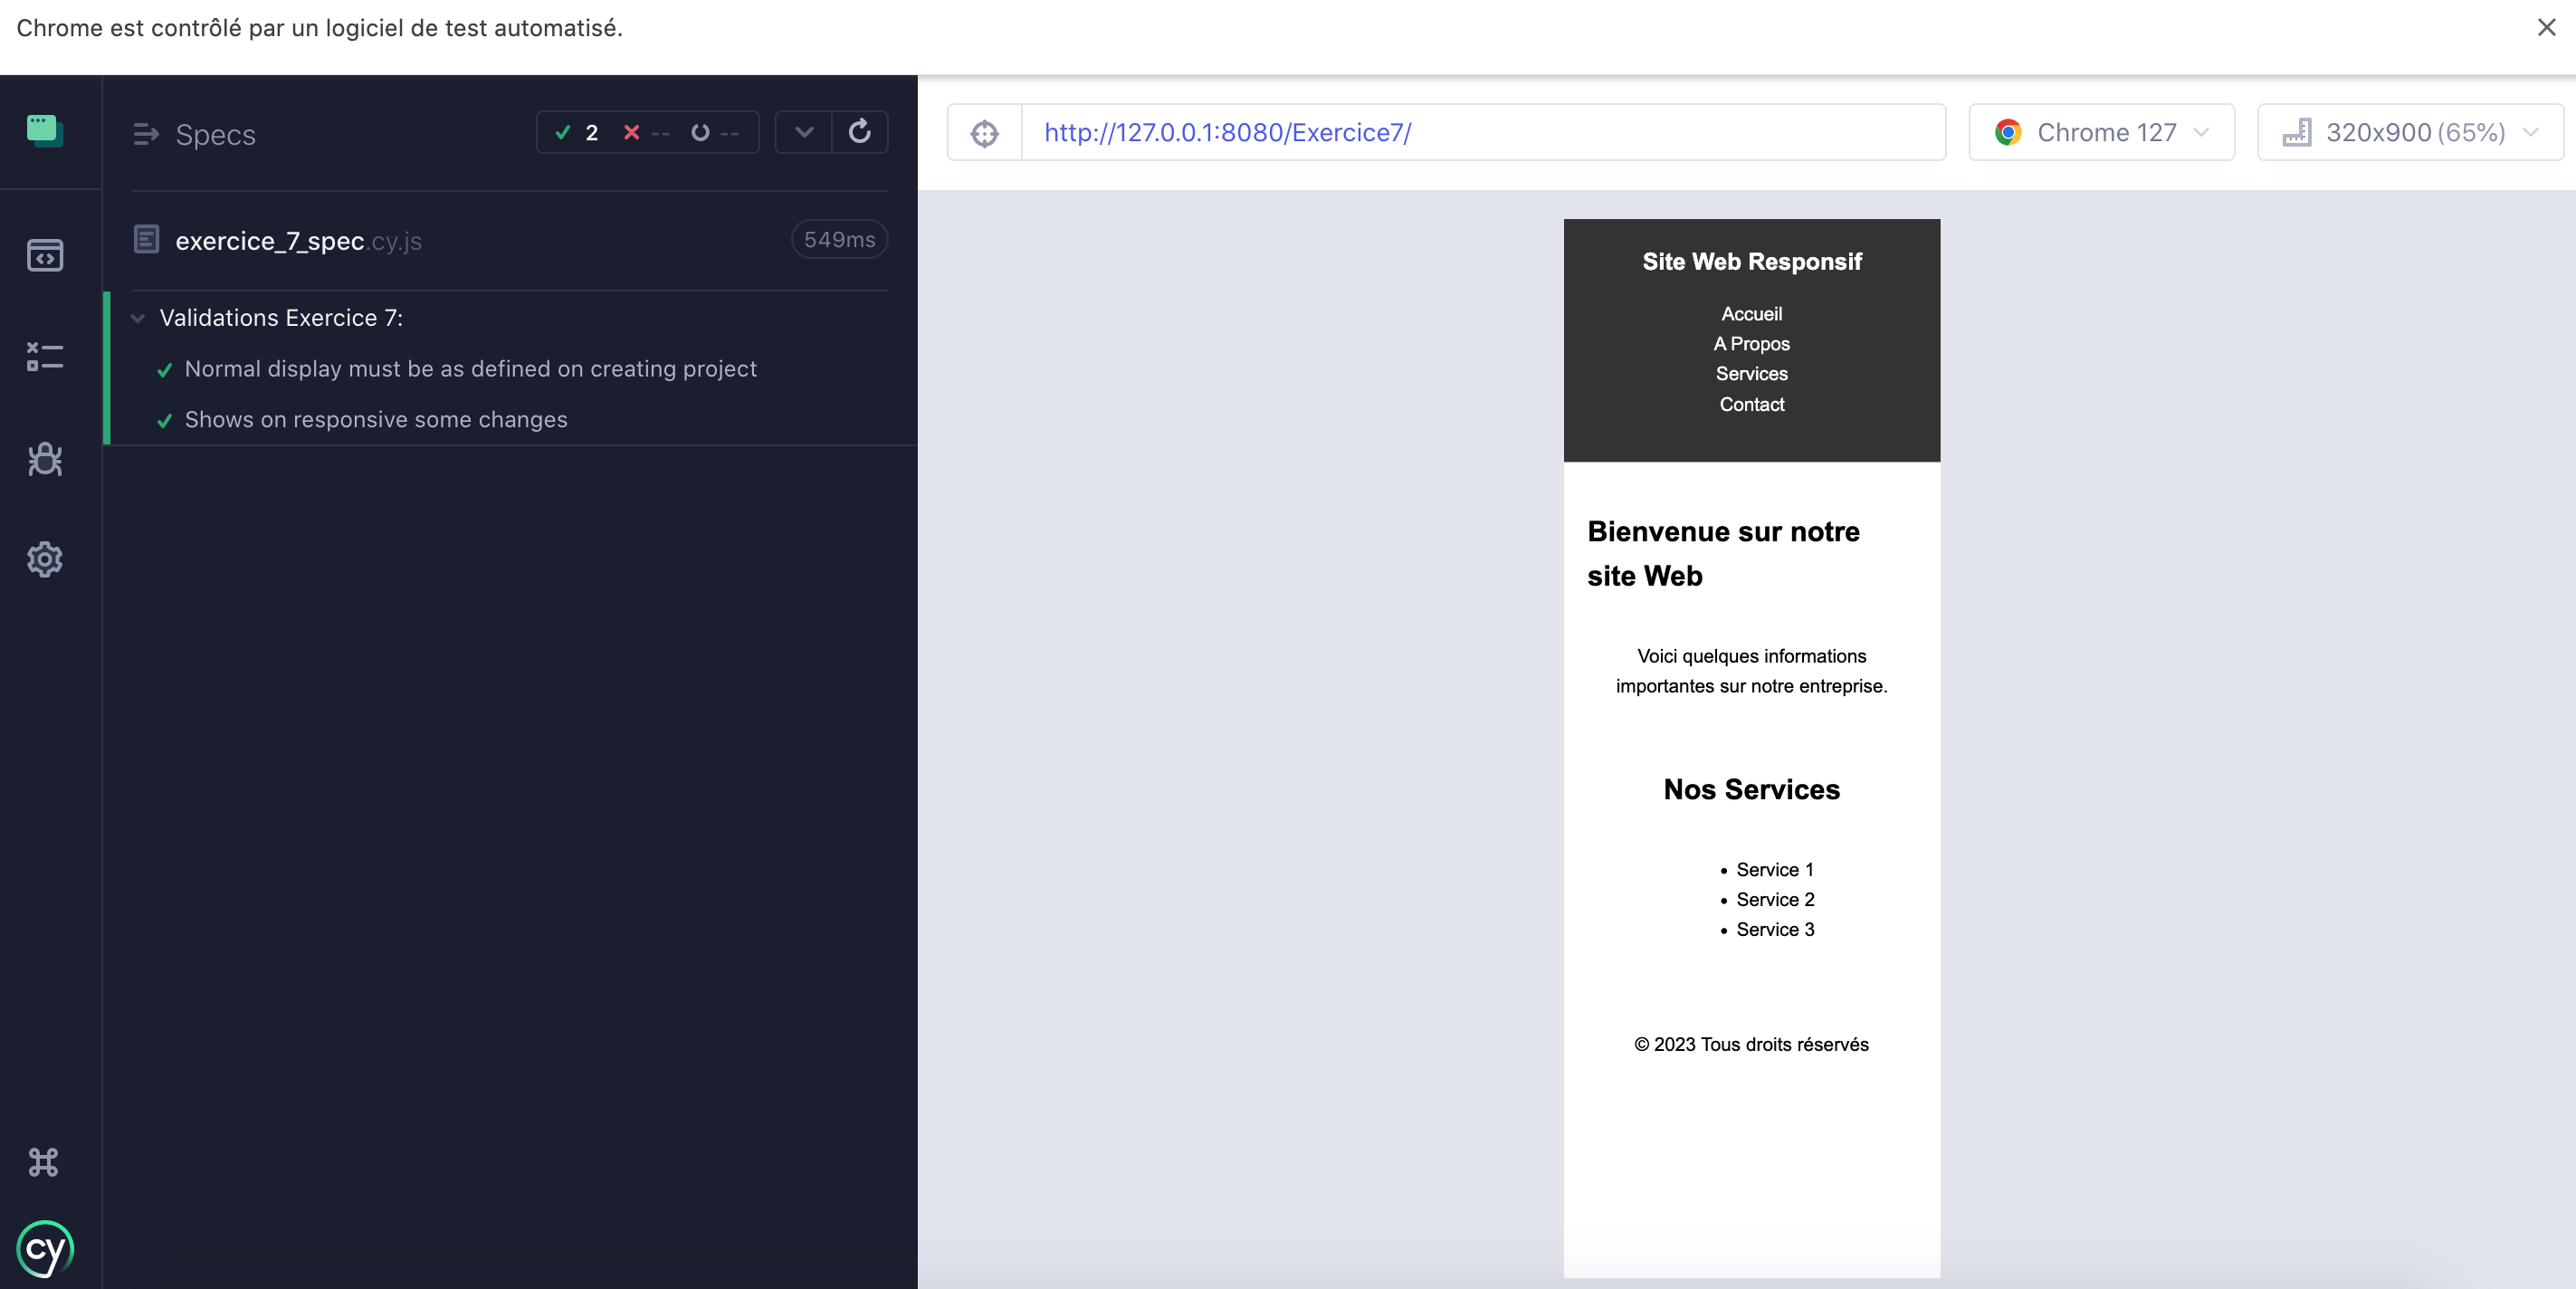 Chrome est contrôlé par un logiciel de test automatisé.
Specs
2 -- --
exercice_7_spec.cy.js
549ms
Validations Exercice 7:
Normal display must be as defined on creating project
Shows on responsive some changes
cy
http://127.0.0.1:8080/Exercice7/
Chrome 127
320x900 (65%)
Site Web Responsif
Accueil
A Propos
Services
Contact
Bienvenue sur notre
site Web
Voici quelques informations
importantes sur notre entreprise.
Nos Services
• Service 1
• Service 2
• Service 3
© 2023 Tous droits réservés